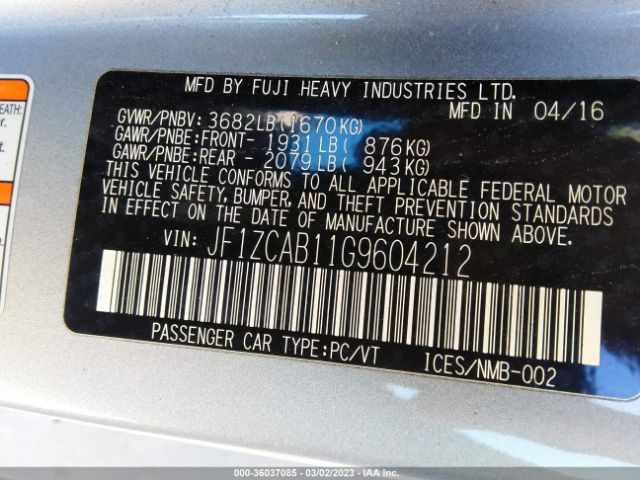 EATH:
r.
r.
MFD BY FUJI HEAVY INDUSTRIES LTD.
MFD IN 04/16
GVWR/PNBV: 3682LB(1670KG)
GAWR/PNBE:FRONT- 1931LB( 876KG)
GAWR/PNBE:REAR - 2079LB( 943KG)
THIS VEHICLE CONFORMS TO ALL APPLICABLE FEDERAL MOTOR
VEHICLE SAFETY, BUMPER, AND THEFT PREVENTION STANDARDS
IN EFFECT ON THE DATE OF MANUFACTURE SHOWN ABOVE.
VIN: JF1ZCAB11G9604212
PASSENGER CAR TYPE:PC/VT ICES/NMB-002
000-36037085 - 03/02/2023 - IAA Copyright